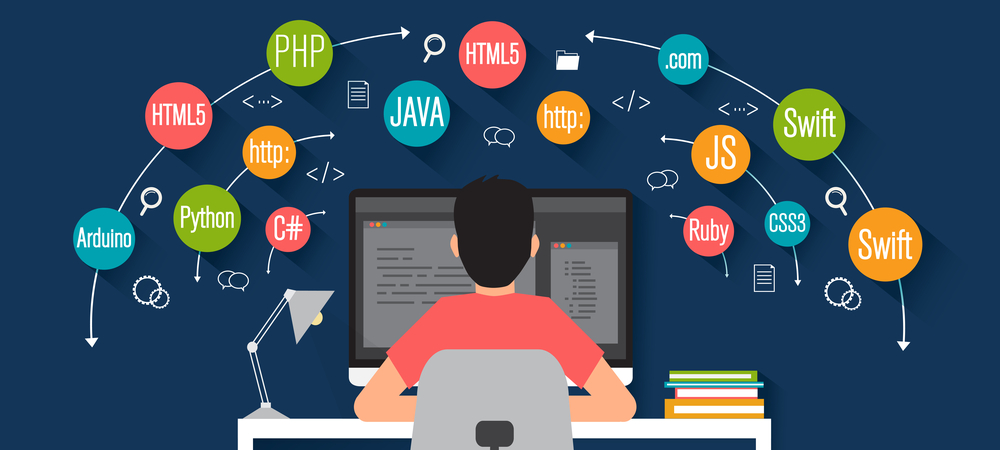 PHP
HTML5
.com
HTML5
JAVA
http:
Swift
http:
JS
Arduino
Python
C#
Ruby
CSS3
Swift